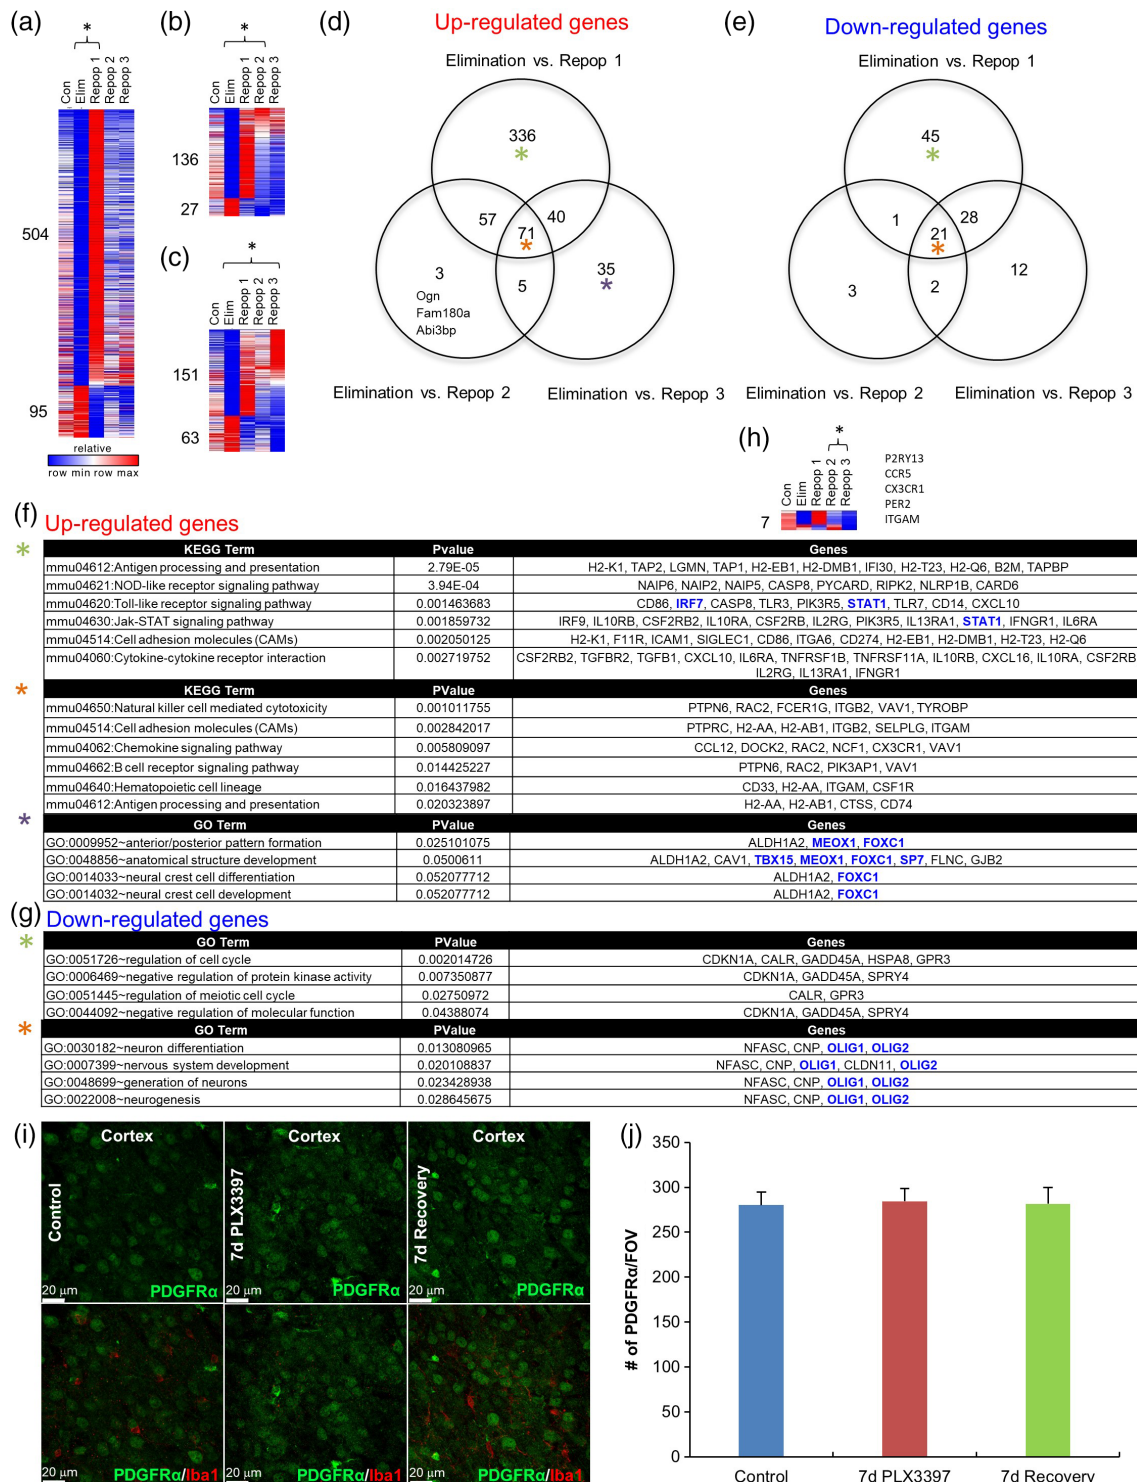 (a)
*
Con
Elim
Repop 1
Repop 2
Repop 3
504
95
relative
row min row max
(b)
*
Con
Elim
Repop 1
Repop 2
Repop 3
136
27
(c)
*
Con
Elim
Repop 1
Repop 2
Repop 3
151
63
(d)
Up-regulated genes
Elimination vs. Repop 1
336
*
57
40
71
*
3
Ogn
Fam180a
Abi3bp
5
35
*
Elimination vs. Repop 2
Elimination vs. Repop 3
(e)
Down-regulated genes
Elimination vs. Repop 1
45
*
1
28
21
*
3
2
12
Elimination vs. Repop 2
Elimination vs. Repop 3
(h)
*
Con
Elim
Repop 1
Repop 2
Repop 3
7
P2RY13
CCR5
CX3CR1
PER2
ITGAM
(f)
Up-regulated genes
*
KEGG Term Pvalue Genes
mmu04612:Antigen processing and presentation 2.79E-05 H2-K1, TAP2, LGMN, TAP1, H2-EB1, H2-DMB1, IFI30, H2-T23, H2-Q6, B2M, TAPBP
mmu04621:NOD-like receptor signaling pathway 3.94E-04 NAIP6, NAIP2, NAIP5, CASP8, PYCARD, RIPK2, NLRP1B, CARD6
mmu04620:Toll-like receptor signaling pathway 0.001463683 CD86, IRF7, CASP8, TLR3, PIK3R5, STAT1, TLR7, CD14, CXCL10
mmu04630:Jak-STAT signaling pathway 0.001859732 IRF9, IL10RB, CSF2RB2, IL10RA, CSF2RB, IL2RG, PIK3R5, IL13RA1, STAT1, IFNGR1, IL6RA
mmu04514:Cell adhesion molecules (CAMs) 0.002050125 H2-K1, F11R, ICAM1, SIGLEC1, CD86, ITGA6, CD274, H2-EB1, H2-DMB1, H2-T23, H2-Q6
mmu04060:Cytokine-cytokine receptor interaction 0.002719752 CSF2RB2, TGFBR2, TGFB1, CXCL10, IL6RA, TNFRSF1B, TNFRSF11A, IL10RB, CXCL16, IL10RA, CSF2RB
IL2RG, IL13RA1, IFNGR1
*
KEGG Term PValue Genes
mmu04650:Natural killer cell mediated cytotoxicity 0.001011755 PTPN6, RAC2, FCER1G, ITGB2, VAV1, TYROBP
mmu04514:Cell adhesion molecules (CAMs) 0.002842017 PTPRC, H2-AA, H2-AB1, ITGB2, SELPLG, ITGAM
mmu04062:Chemokine signaling pathway 0.005809097 CCL12, DOCK2, RAC2, NCF1, CX3CR1, VAV1
mmu04662:B cell receptor signaling pathway 0.014425227 PTPN6, RAC2, PIK3AP1, VAV1
mmu04640:Hematopoietic cell lineage 0.016437982 CD33, H2-AA, ITGAM, CSF1R
mmu04612:Antigen processing and presentation 0.020323897 H2-AA, H2-AB1, CTSS, CD74
*
GO Term PValue Genes
GO:0009952~anterior/posterior pattern formation 0.025101075 ALDH1A2, MEOX1, FOXC1
GO:0048856~anatomical structure development 0.0500611 ALDH1A2, CAV1, TBX15, MEOX1, FOXC1, SP7, FLNC, GJB2
GO:0014033~neural crest cell differentiation 0.052077712 ALDH1A2, FOXC1
GO:0014032~neural crest cell development 0.052077712 ALDH1A2, FOXC1
(g)
Down-regulated genes
*
GO Term PValue Genes
GO:0051726~regulation of cell cycle 0.002014726 CDKN1A, CALR, GADD45A, HSPA8, GPR3
GO:0006469~negative regulation of protein kinase activity 0.007350877 CDKN1A, GADD45A, SPRY4
GO:0051445~regulation of meiotic cell cycle 0.02750972 CALR, GPR3
GO:0044092~negative regulation of molecular function 0.04388074 CDKN1A, GADD45A, SPRY4
*
GO Term PValue Genes
GO:0030182~neuron differentiation 0.013080965 NFASC, CNP, OLIG1, OLIG2
GO:0007399~nervous system development 0.020108837 NFASC, CNP, OLIG1, CLDN11, OLIG2
GO:0048699~generation of neurons 0.023428938 NFASC, CNP, OLIG1, OLIG2
GO:0022008~neurogenesis 0.028645675 NFASC, CNP, OLIG1, OLIG2
(i)
Cortex
Cortex
Cortex
Control
7d PLX3397
7d Recovery
20 µm
PDGFRα
20 µm
PDGFRα
20 µm
PDGFRα
20 µm
PDGFRα/Iba1
20 µm
PDGFRα/Iba1
20 µm
PDGFRα/Iba1
(j)
# of PDGFRα/FOV
350
300
250
200
150
100
50
0
Control
7d PLX3397
7d Recovery